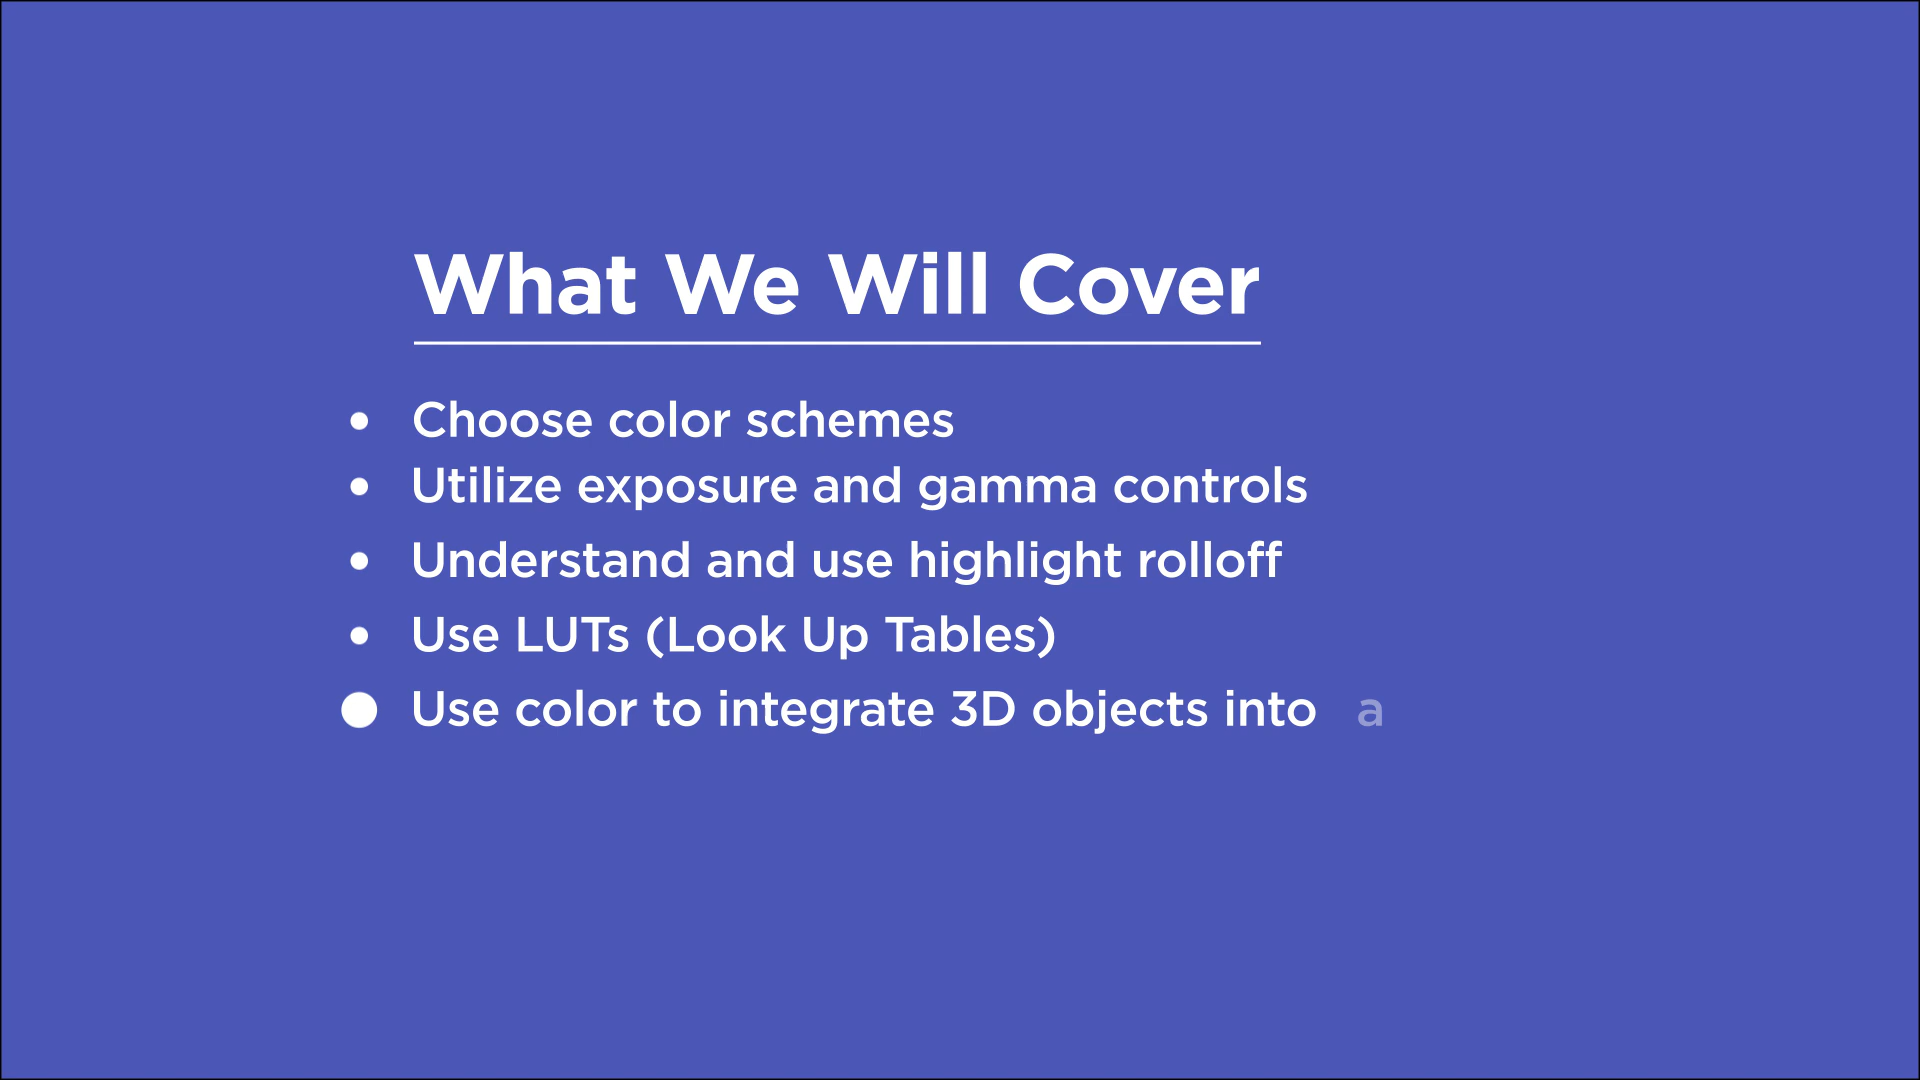 What We Will Cover
• Choose color schemes
• Utilize exposure and gamma controls
• Understand and use highlight rolloff
• Use LUTs (Look Up Tables)
• Use color to integrate 3D objects into a